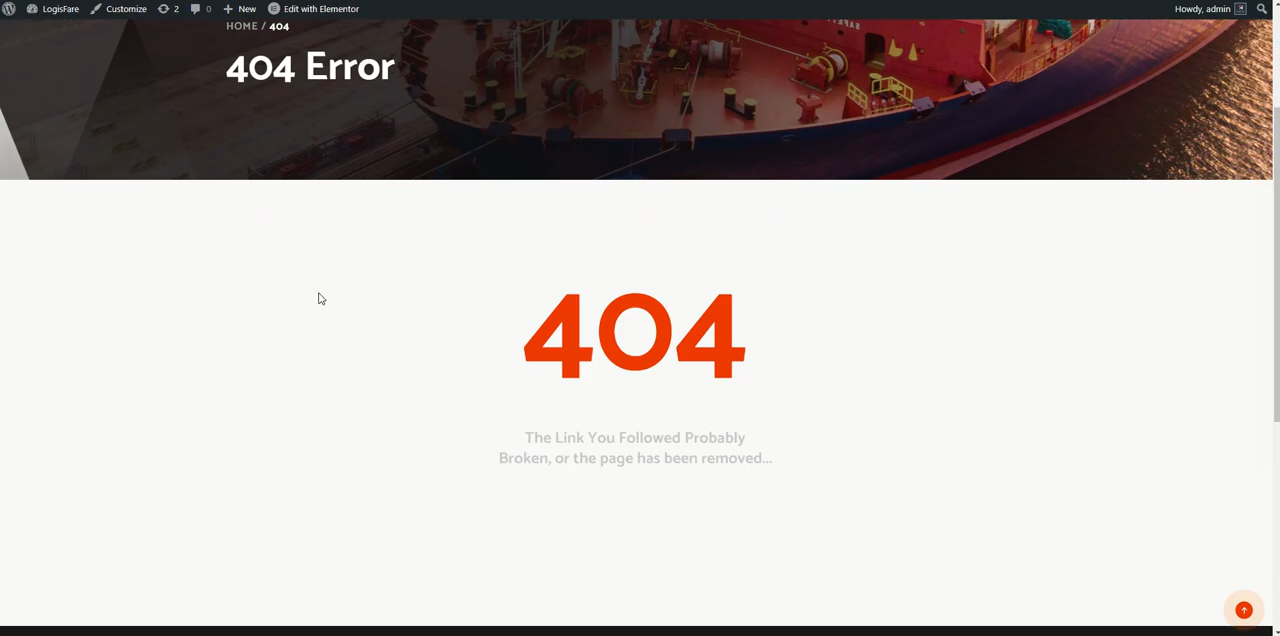 LogisFare Customize 2 0 New Edit with Elementor Howdy, admin
HOME / 404
404 Error
404
The Link You Followed Probably
Broken, or the page has been removed...